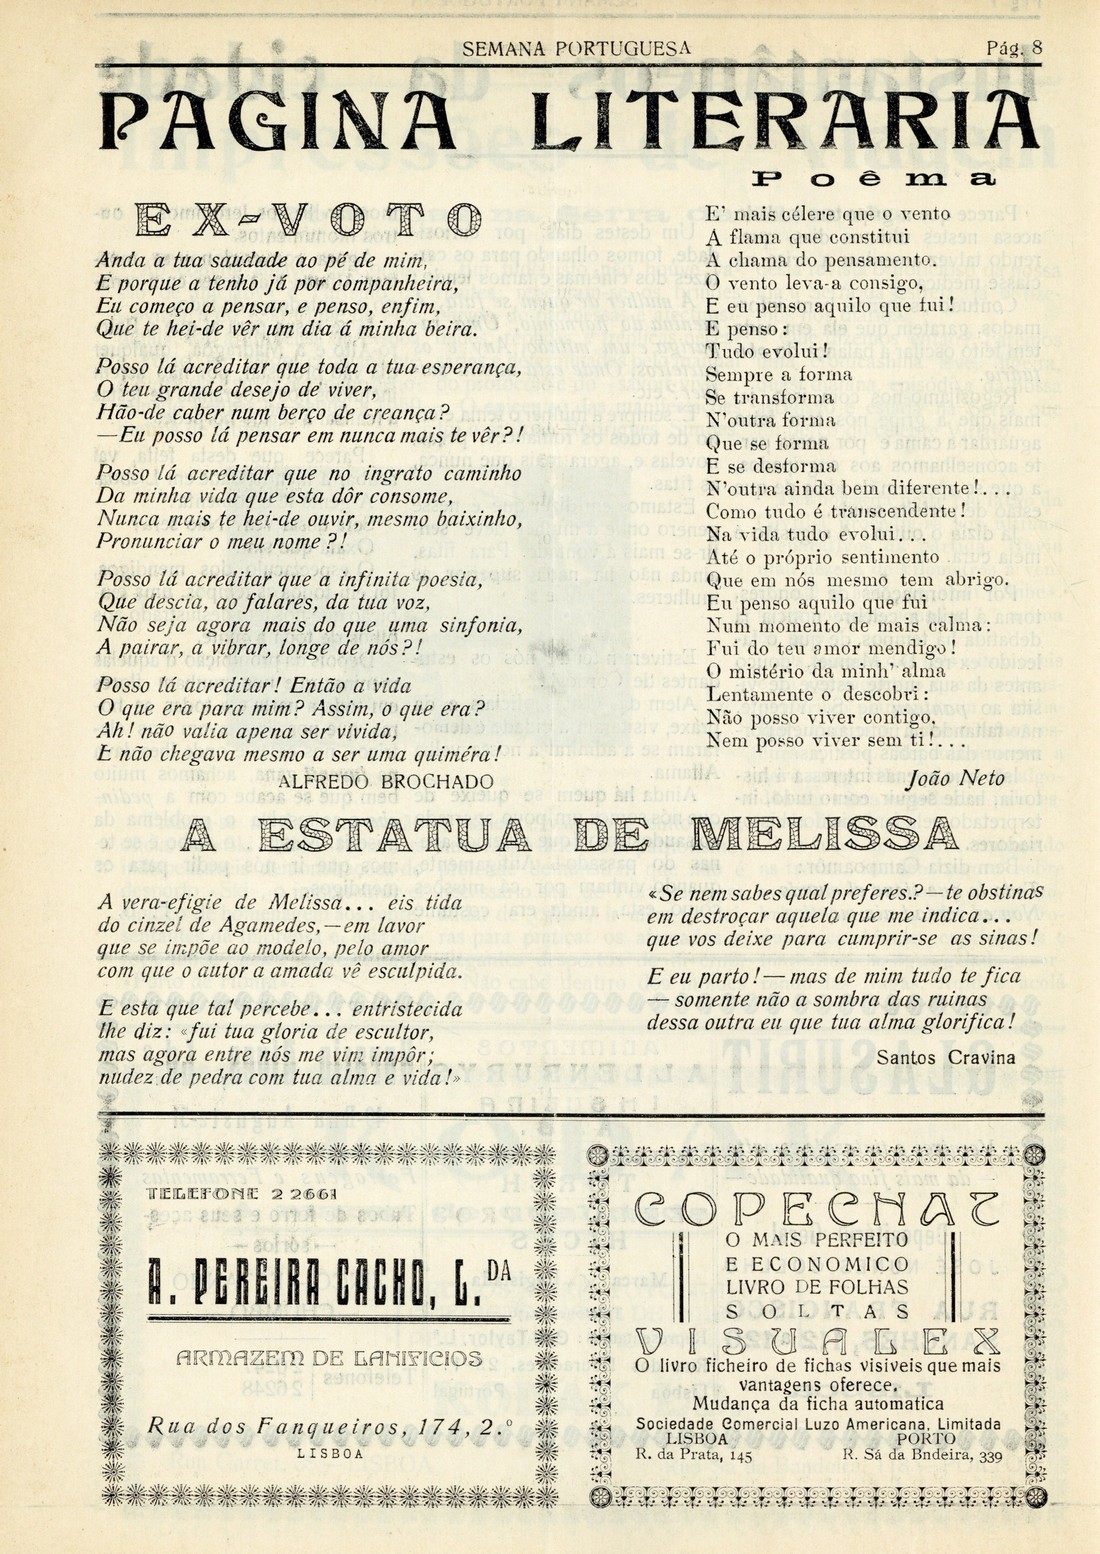 SEMANA PORTUGUESA
Pág. 8
PAGINA LITERARIA
EX-VOTO
Anda a tua saudade ao pé de mim,
E porque a tenho já por companheira,
Eu começo a pensar, e penso, enfim,
Que te hei-de vêr um dia á minha beira.
Posso lá acreditar que toda a tua esperança,
O teu grande desejo de viver,
Hão-de caber num berço de creança?
—Eu posso lá pensar em nunca mais te vêr?!
Posso lá acreditar que no ingrato caminho
Da minha vida que esta dôr consome,
Nunca mais te hei-de ouvir, mesmo baixinho,
Pronunciar o meu nome?!
Posso lá acreditar que a infinita poesia,
Que descia, ao falares, da tua voz,
Não seja agora mais do que uma sinfonia,
A pairar, a vibrar, longe de nós?!
Posso lá acreditar! Então a vida
O que era para mim? Assim, o que era?
Ah! não valia apena ser vivida,
E não chegava mesmo a ser uma quiméra!
ALFREDO BROCHADO
Poêma
E' mais célere que o vento
A flama que constitui
A chama do pensamento.
O vento leva-a consigo,
E eu penso aquilo que fui!
E penso:
Tudo evolui!
Sempre a forma
Se transforma
N'outra forma
Que se forma
E se desforma
N'outra ainda bem diferente!...
Como tudo é transcendente!
Na vida tudo evolui...
Até o próprio sentimento
Que em nós mesmo tem abrigo.
Eu penso aquilo que fui
Num momento de mais calma:
Fui do teu amor mendigo!
O mistério da minh' alma
Lentamente o descobri:
Não posso viver contigo,
Nem posso viver sem ti!...
João Neto
A ESTATUA DE MELISSA
A vera-efigie de Melissa... eis tida
do cinzel de Agamedes,—em lavor
que se impõe ao modelo, pelo amor
com que o autor a amada vê esculpida.
E esta que tal percebe... entristecida
lhe diz: «fui tua gloria de escultor,
mas agora entre nós me vim impôr;
nudez de pedra com tua alma e vida!»
«Se nem sabes qual preferes.?—te obstinas
em destroçar aquela que me indica...
que vos deixe para cumprir-se as sinas!
E eu parto!—mas de mim tudo te fica
— somente não a sombra das ruinas
dessa outra eu que tua alma glorifica!
Santos Cravina
TELEFONE 2 2661
A. PEREIRA CACHO, L.DA
ARMAZEM DE LANIFICIOS
Rua dos Fanqueiros, 174, 2.º
LISBOA
COPECNAT
O MAIS PERFEITO
E ECONOMICO
LIVRO DE FOLHAS
SOLTAS
VISUALEX
O livro ficheiro de fichas visiveis que mais
vantagens oferece.
Mudança da ficha automatica
Sociedade Comercial Luzo Americana, Limitada
LISBOA PORTO
R. da Prata, 145 R. Sá da Bndeira, 339